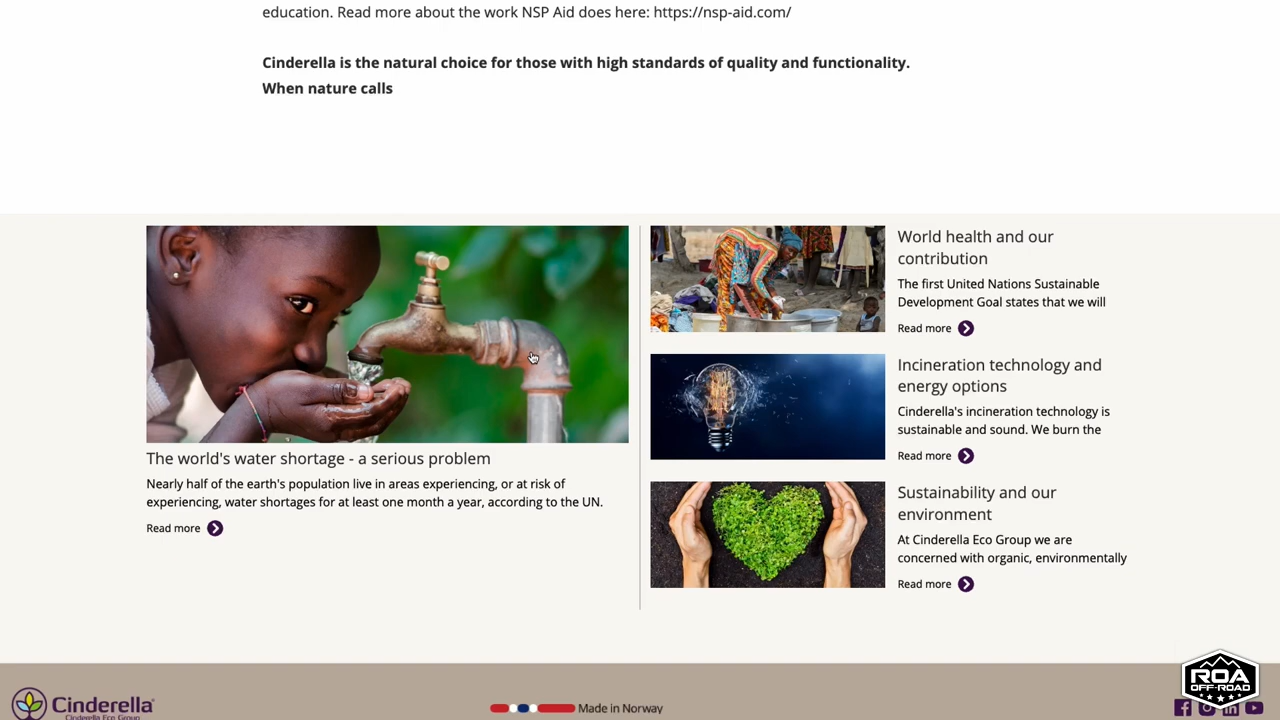 education. Read more about the work NSP Aid does here: https://nsp-aid.com/
Cinderella is the natural choice for those with high standards of quality and functionality.
When nature calls
The world's water shortage - a serious problem
Nearly half of the earth's population live in areas experiencing, or at risk of
experiencing, water shortages for at least one month a year, according to the UN.
Read more
World health and our
contribution
The first United Nations Sustainable
Development Goal states that we will
Read more
Incineration technology and
energy options
Cinderella's incineration technology is
sustainable and sound. We burn the
Read more
Sustainability and our
environment
At Cinderella Eco Group we are
concerned with organic, environmentally
Read more
Cinderella
Cinderella Eco Group
Made in Norway
ROA
OFF-ROAD